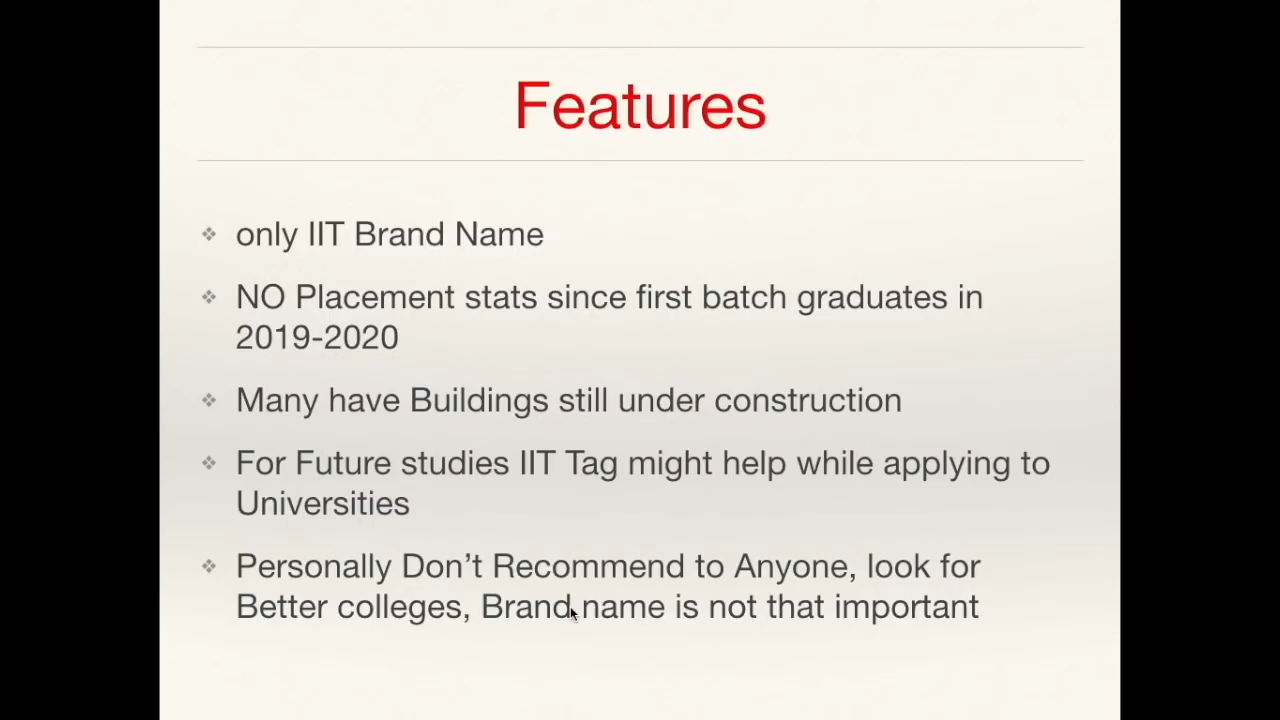 Features
only IIT Brand Name
NO Placement stats since first batch graduates in
2019-2020
Many have Buildings still under construction
For Future studies IIT Tag might help while applying to
Universities
Personally Don’t Recommend to Anyone, look for
Better colleges, Brand name is not that important